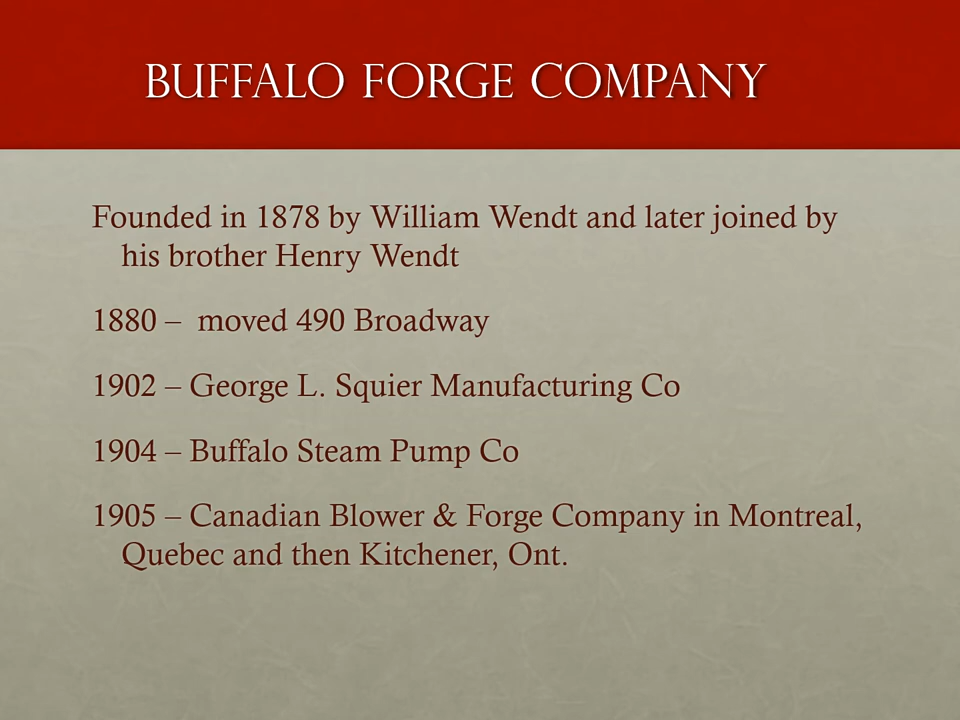 BUFFALO FORGE COMPANY
Founded in 1878 by William Wendt and later joined by
his brother Henry Wendt
1880 –  moved 490 Broadway
1902 – George L. Squier Manufacturing Co
1904 – Buffalo Steam Pump Co
1905 – Canadian Blower & Forge Company in Montreal,
Quebec and then Kitchener, Ont.